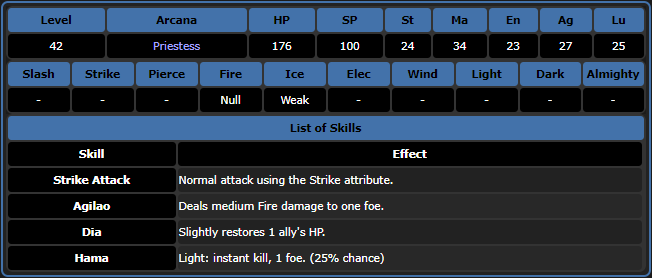 Level Arcana HP SP St Ma En Ag Lu
42 Priestess 176 100 24 34 23 27 25
Slash Strike Pierce Fire Ice Elec Wind Light Dark Almighty
- - - Null Weak - - - - -
List of Skills
Skill Effect
Strike Attack Normal attack using the Strike attribute.
Agilao Deals medium Fire damage to one foe.
Dia Slightly restores 1 ally's HP.
Hama Light: instant kill, 1 foe. (25% chance)